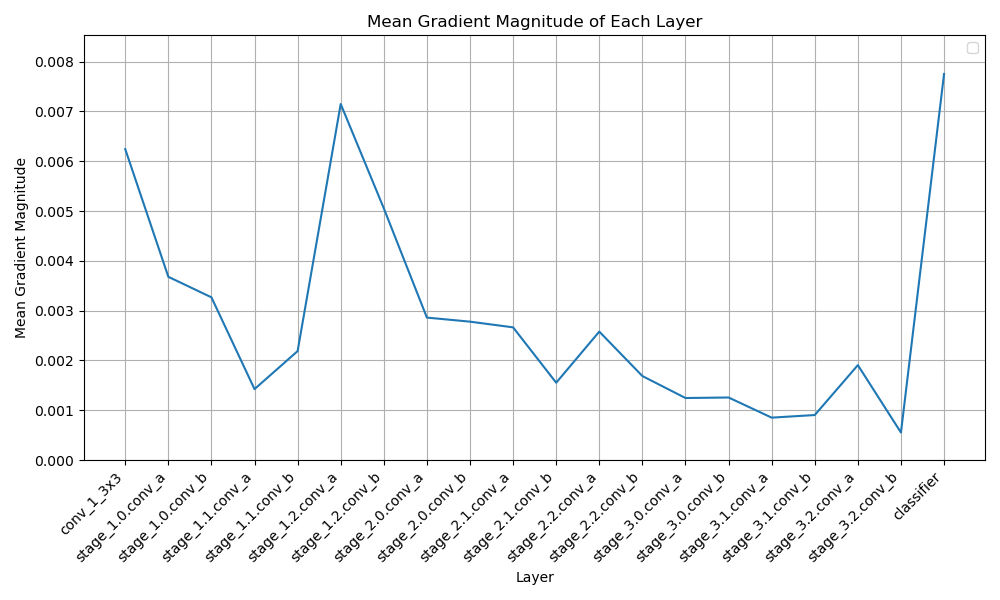 Mean Gradient Magnitude of Each Layer
Mean Gradient Magnitude
0.008
0.007
0.006
0.005
0.004
0.003
0.002
0.001
0.000
conv_1_3x3
stage_1.0.conv_a
stage_1.0.conv_b
stage_1.1.conv_a
stage_1.1.conv_b
stage_1.2.conv_a
stage_1.2.conv_b
stage_2.0.conv_a
stage_2.0.conv_b
stage_2.1.conv_a
stage_2.1.conv_b
stage_2.2.conv_a
stage_2.2.conv_b
stage_3.0.conv_a
stage_3.0.conv_b
stage_3.1.conv_a
stage_3.1.conv_b
stage_3.2.conv_a
stage_3.2.conv_b
classifier
Layer